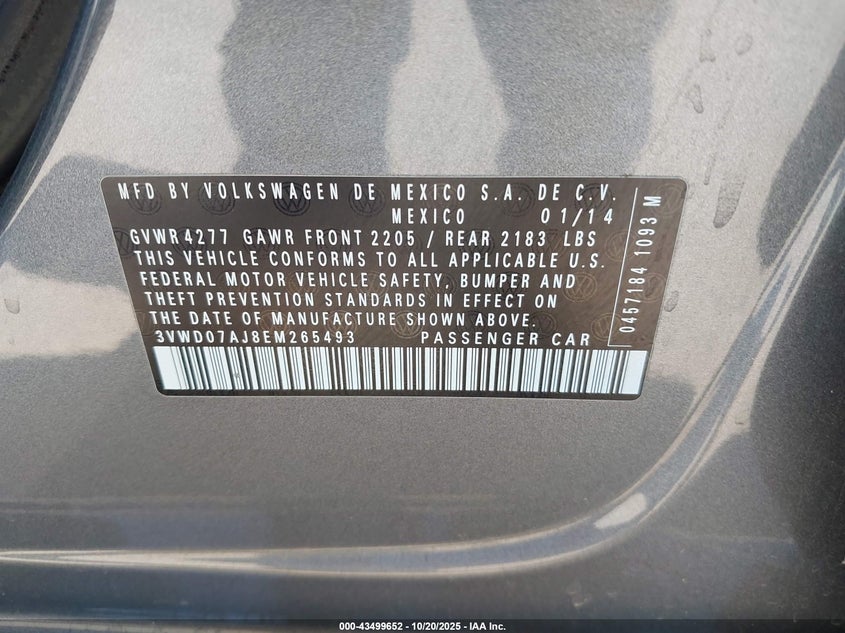 MFD BY VOLKSWAGEN DE MEXICO S.A. DE C.V.
MEXICO 01/14
GVWR 4277 GAWR FRONT 2205 / REAR 2183 LBS
THIS VEHICLE CONFORMS TO ALL APPLICABLE U.S.
FEDERAL MOTOR VEHICLE SAFETY, BUMPER AND
THEFT PREVENTION STANDARDS IN EFFECT ON
THE DATE OF MANUFACTURE SHOWN ABOVE.
3VWD07AJ8EM265493 PASSENGER CAR
0457184 1093 M
000-43499652 | 10/20/2025 - IAA Inc.